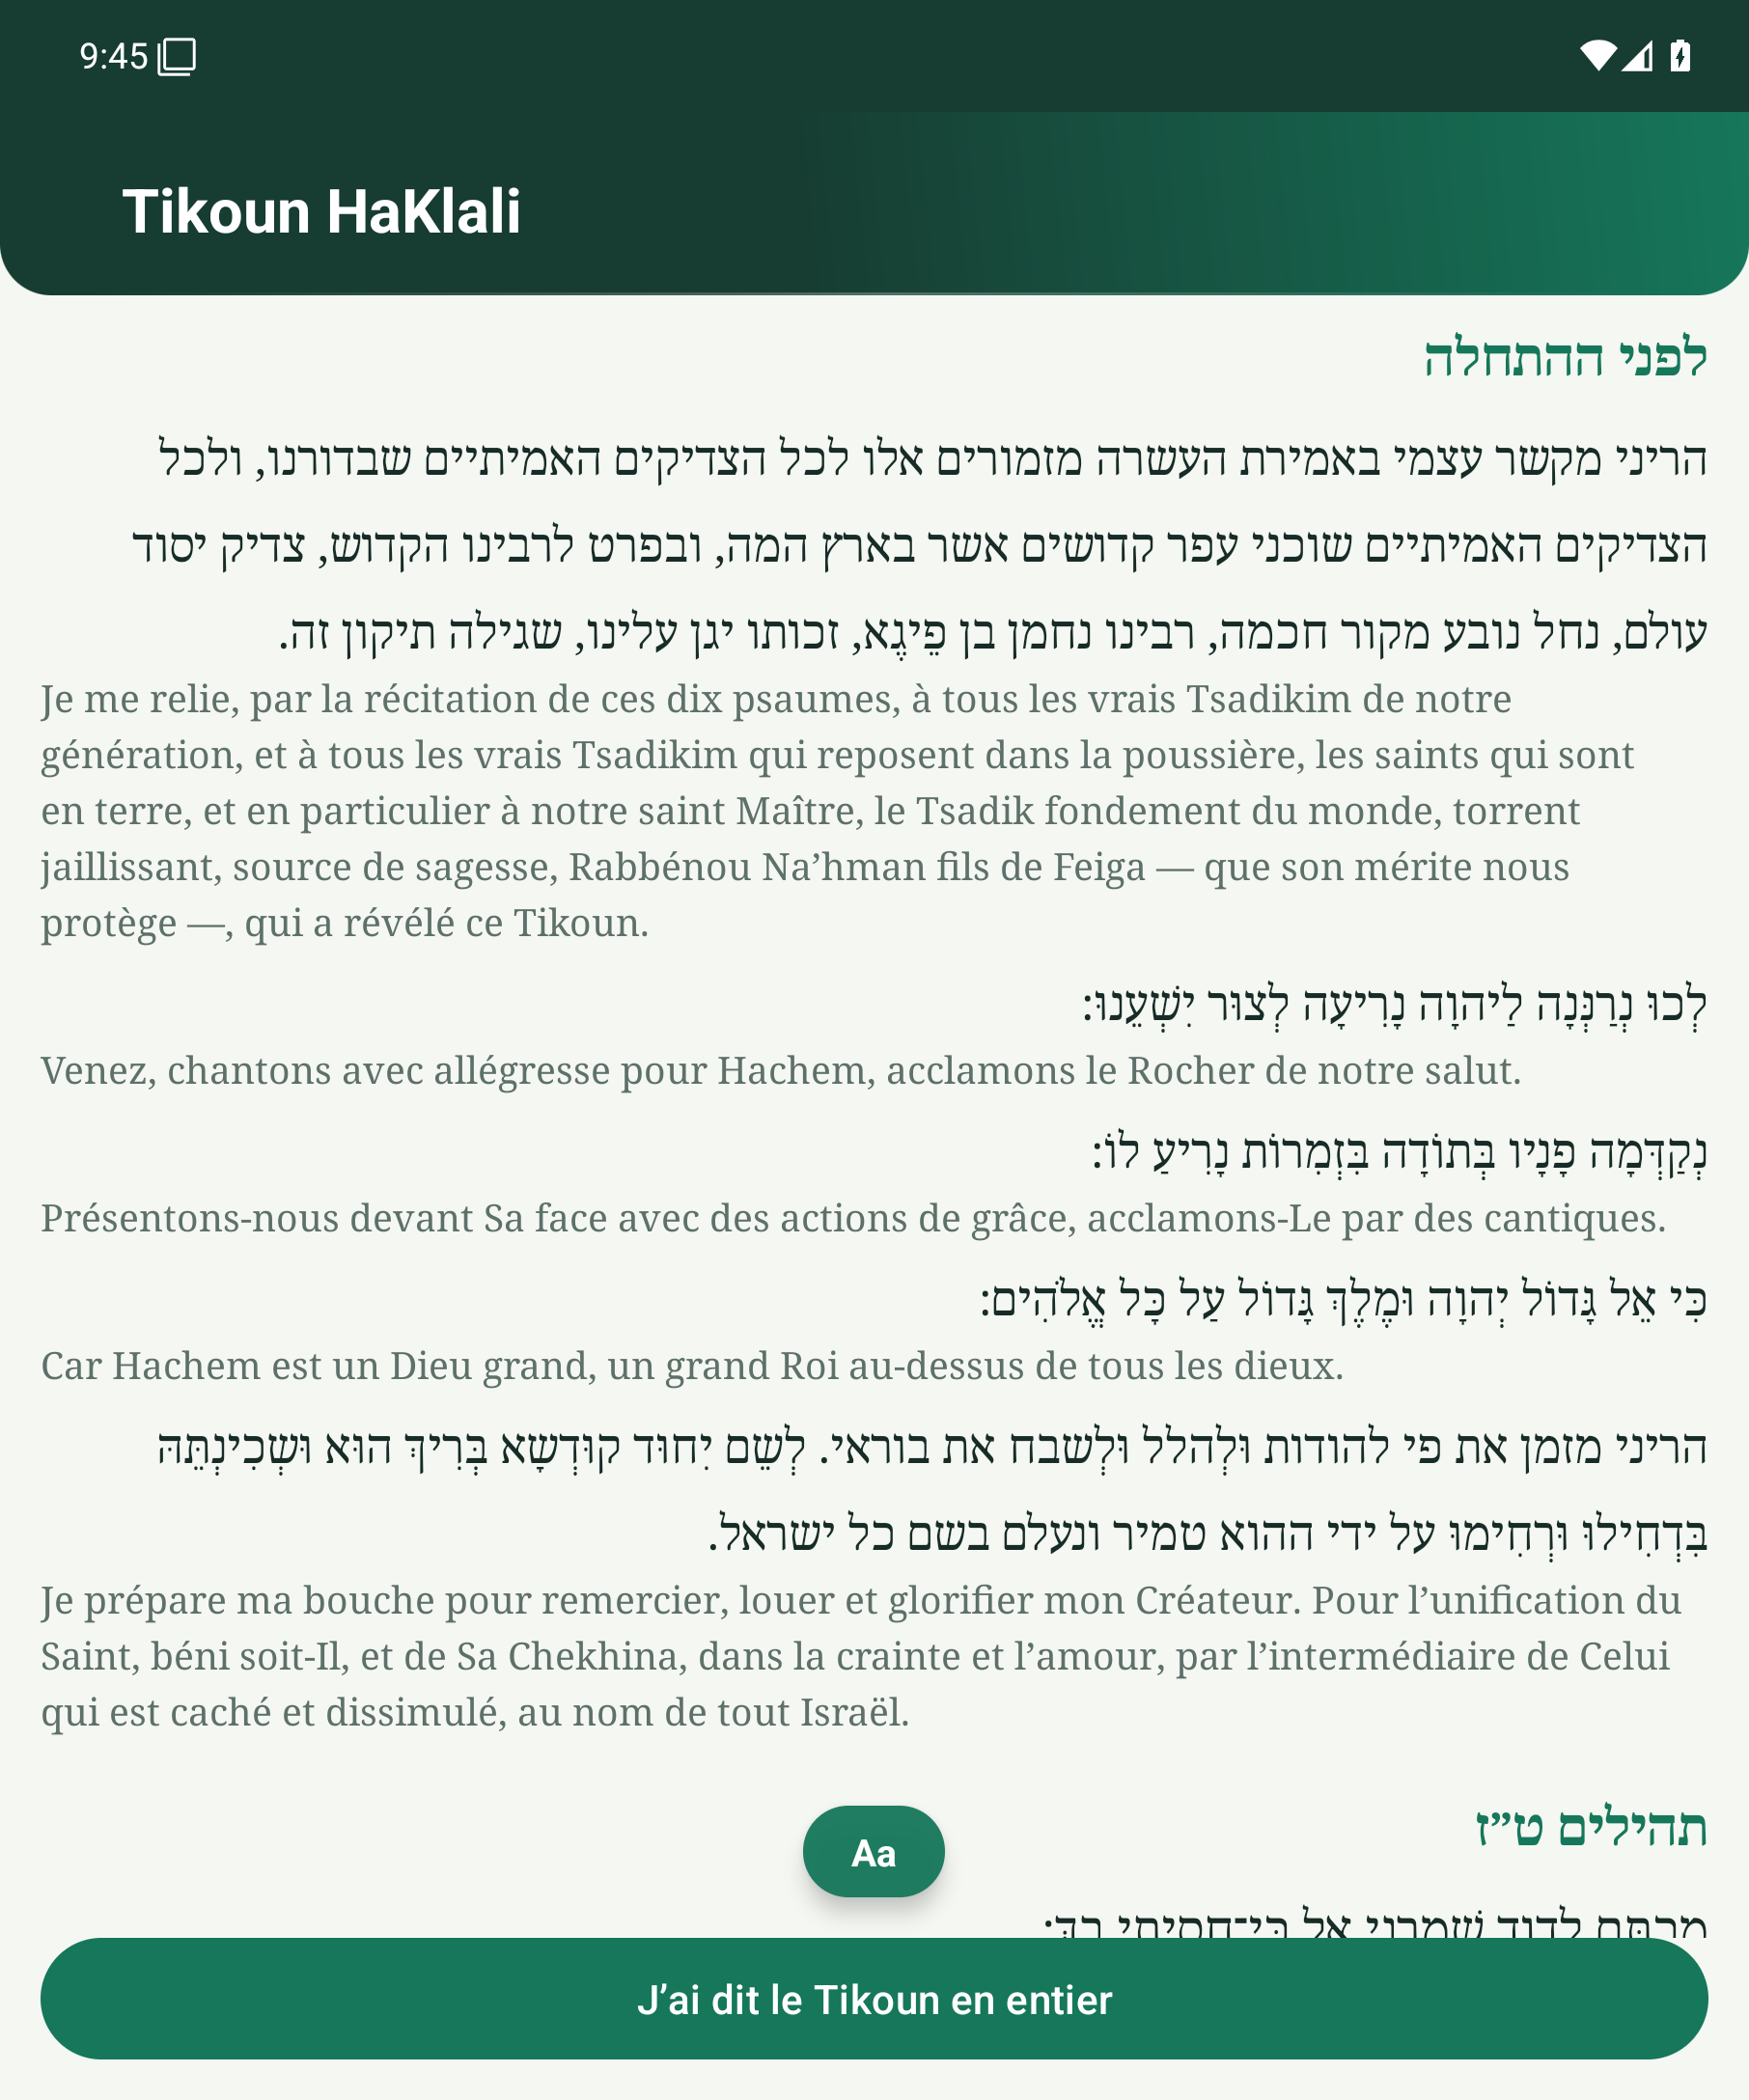 9:45
Tikoun HaKlali
לפני ההתחלה
הריני מקשר עצמי באמירת העשרה מזמורים אלו לכל הצדיקים האמיתיים שבדורנו, ולכל
הצדיקים האמיתיים שוכני עפר קדושים אשר בארץ המה, ובפרט לרבינו הקדוש, צדיק יסוד
עולם, נחל נובע מקור חכמה, רבינו נחמן בן פֵיגֶא, זכותו יגן עלינו, שגילה תיקון זה.
Je me relie, par la récitation de ces dix psaumes, à tous les vrais Tsadikim de notre
génération, et à tous les vrais Tsadikim qui reposent dans la poussière, les saints qui sont
en terre, et en particulier à notre saint Maître, le Tsadik fondement du monde, torrent
jaillissant, source de sagesse, Rabbénou Na’hman fils de Feiga — que son mérite nous
protège —, qui a révélé ce Tikoun.
לְכוּ נְרַנְּנָה לַיהוָה נָרִיעָה לְצוּר יִשְׁעֵנוּ:
Venez, chantons avec allégresse pour Hachem, acclamons le Rocher de notre salut.
נְקַדְּמָה פָנָיו בְּתוֹדָה בִּזְמִרוֹת נָרִיעַ לוֹ:
Présentons-nous devant Sa face avec des actions de grâce, acclamons-Le par des cantiques.
כִּי אֵל גָּדוֹל יְהוָה וּמֶלֶךְ גָּדוֹל עַל כָּל אֱלֹהִים:
Car Hachem est un Dieu grand, un grand Roi au-dessus de tous les dieux.
הריני מזמן את פי להודות וּלְהלל וּלְשבח את בוראי. לְשֵׁם יִחוּד קוּדְשָׁא בְּרִיךְ הוּא וּשְׁכִינְתֵּהּ
בִּדְחִילוּ וּרְחִימוּ על ידי ההוא טמיר ונעלם בשם כל ישראל.
Je prépare ma bouche pour remercier, louer et glorifier mon Créateur. Pour l’unification du
Saint, béni soit-Il, et de Sa Chekhina, dans la crainte et l’amour, par l’intermédiaire de Celui
qui est caché et dissimulé, au nom de tout Israël.
תהילים ט״ז
Aa
J’ai dit le Tikoun en entier